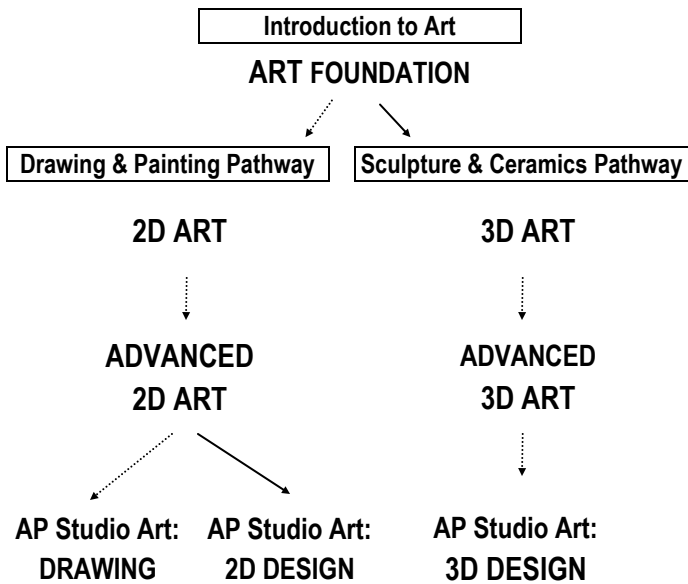 Introduction to Art
ART FOUNDATION
Drawing & Painting Pathway
Sculpture & Ceramics Pathway
2D ART
3D ART
ADVANCED
2D ART
ADVANCED
3D ART
AP Studio Art:
DRAWING
AP Studio Art:
2D DESIGN
AP Studio Art:
3D DESIGN